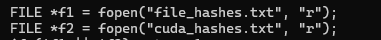 FILE *f1 = fopen("file_hashes.txt", "r");
FILE *f2 = fopen("cuda_hashes.txt", "r");